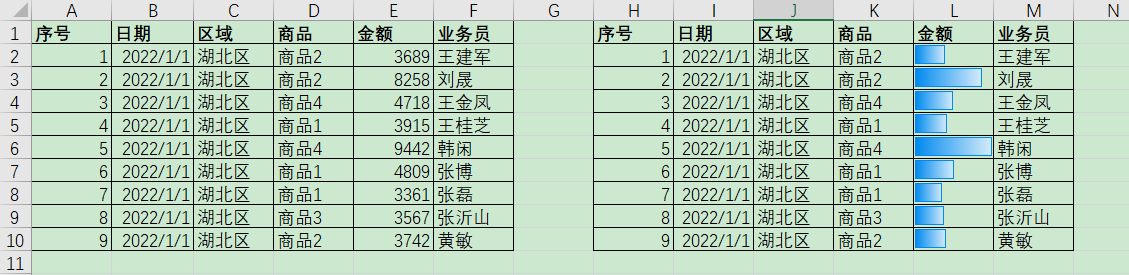 A B C D E F G H I J K L M N
1 序号 日期 区域 商品 金额 业务员 序号 日期 区域 商品 金额 业务员
2 1 2022/1/1 湖北区 商品2 3689 王建军 1 2022/1/1 湖北区 商品2 王建军
3 2 2022/1/1 湖北区 商品2 8258 刘晟 2 2022/1/1 湖北区 商品2 刘晟
4 3 2022/1/1 湖北区 商品4 4718 王金凤 3 2022/1/1 湖北区 商品4 王金凤
5 4 2022/1/1 湖北区 商品1 3915 王桂芝 4 2022/1/1 湖北区 商品1 王桂芝
6 5 2022/1/1 湖北区 商品4 9442 韩闲 5 2022/1/1 湖北区 商品4 韩闲
7 6 2022/1/1 湖北区 商品1 4809 张博 6 2022/1/1 湖北区 商品1 张博
8 7 2022/1/1 湖北区 商品1 3361 张磊 7 2022/1/1 湖北区 商品1 张磊
9 8 2022/1/1 湖北区 商品3 3567 张沂山 8 2022/1/1 湖北区 商品3 张沂山
10 9 2022/1/1 湖北区 商品2 3742 黄敏 9 2022/1/1 湖北区 商品2 黄敏
11